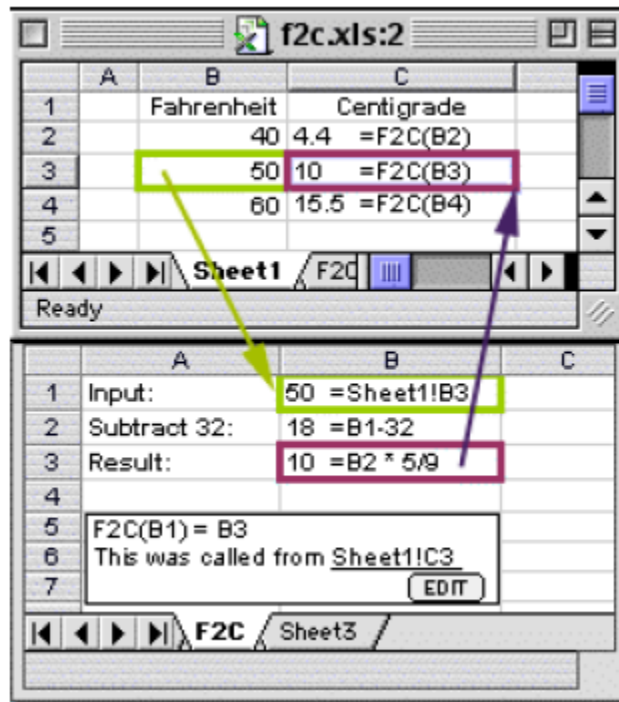 f2c.xls:2
A B C
1 Fahrenheit Centigrade
2 40 4.4 =F2C(B2)
3 50 10 =F2C(B3)
4 60 15.5 =F2C(B4)
5
Sheet1 F2C
Ready
A B C
1 Input: 50 =Sheet1!B3
2 Subtract 32: 18 =B1-32
3 Result: 10 =B2 * 5/9
4
5 F2C(B1) = B3
6 This was called from Sheet1!C3
7 EDIT
F2C Sheet3